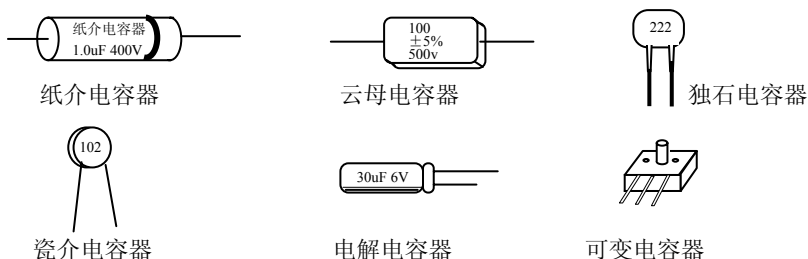 纸介电容器
1.0uF 400V
100
±5%
500v
222
纸介电容器
云母电容器
独石电容器
102
30uF 6V
瓷介电容器
电解电容器
可变电容器